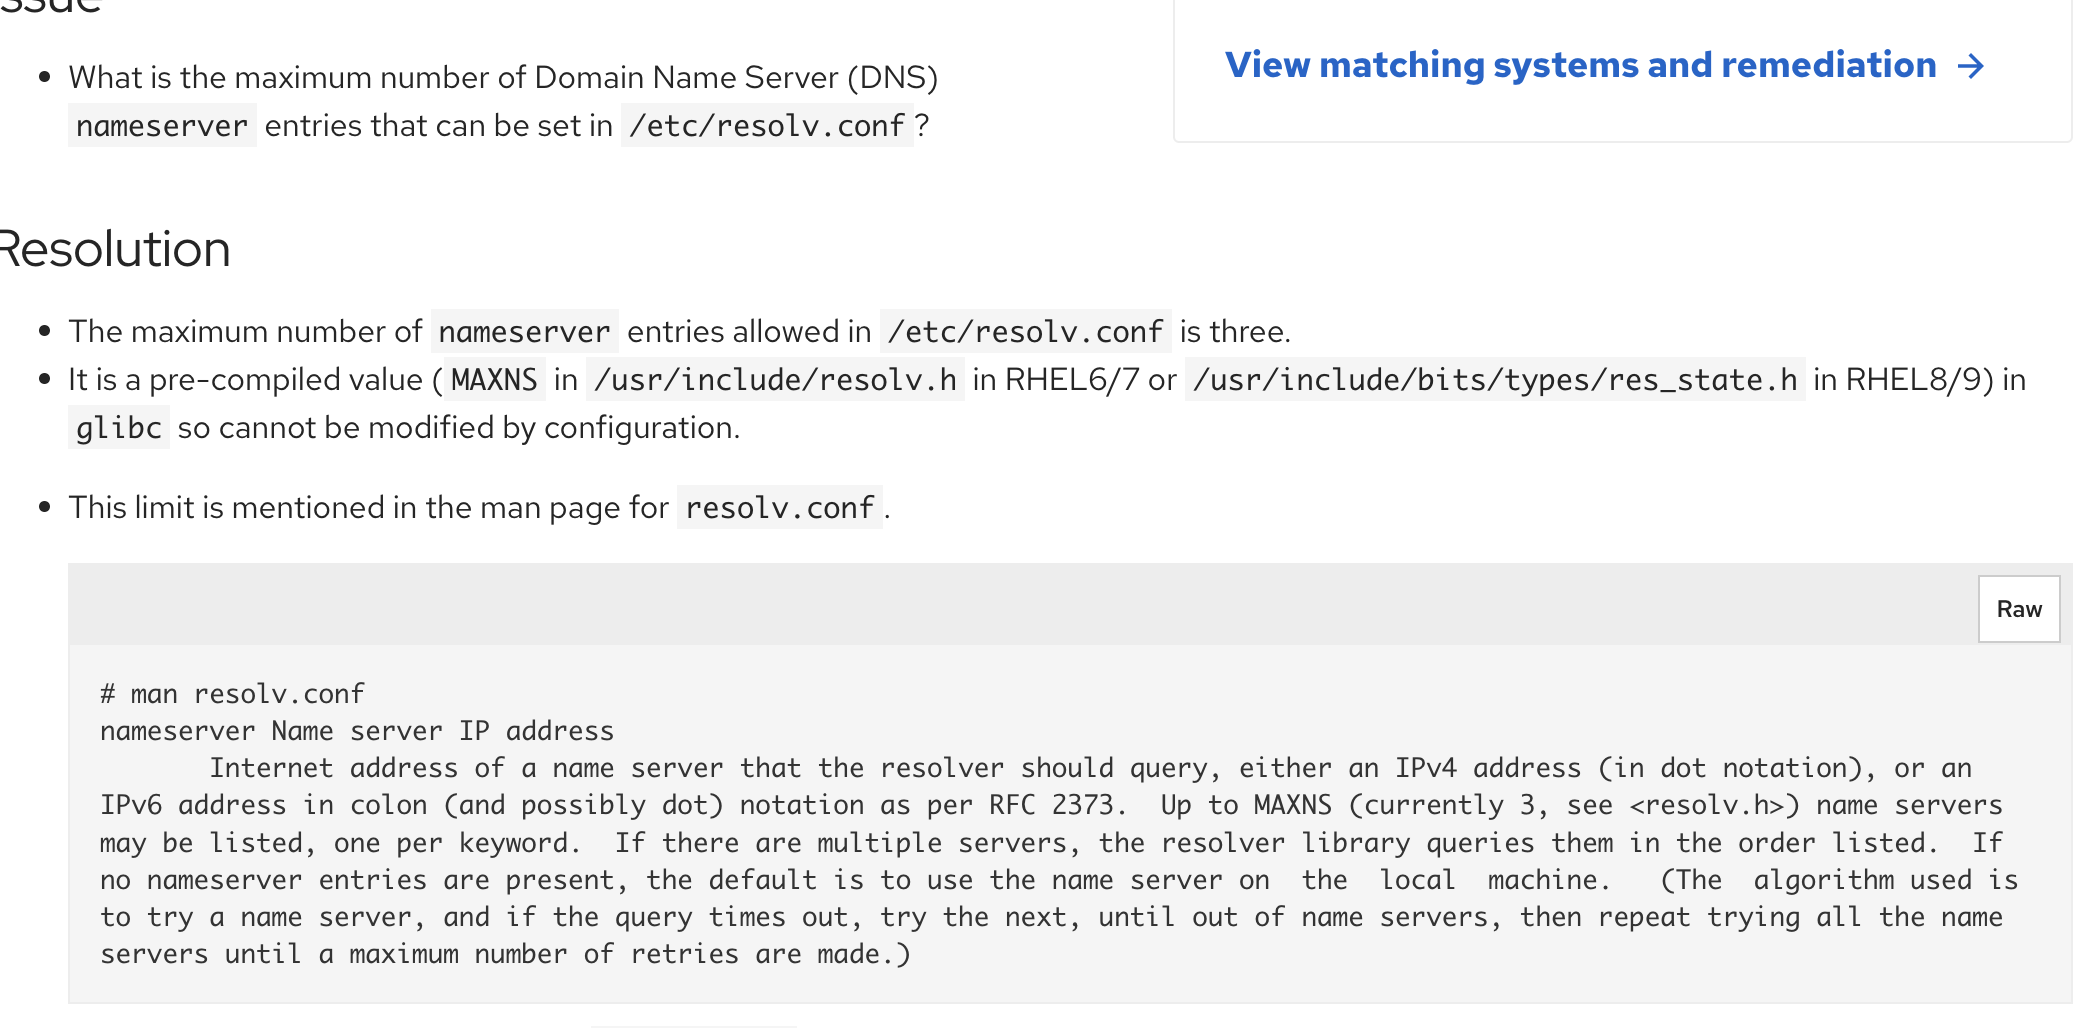 Issue
• What is the maximum number of Domain Name Server (DNS)
nameserver entries that can be set in /etc/resolv.conf ?
View matching systems and remediation →
Resolution
• The maximum number of nameserver entries allowed in /etc/resolv.conf is three.
• It is a pre-compiled value ( MAXNS in /usr/include/resolv.h in RHEL6/7 or /usr/include/bits/types/res_state.h in RHEL8/9) in
glibc so cannot be modified by configuration.
• This limit is mentioned in the man page for resolv.conf .
Raw
# man resolv.conf
nameserver Name server IP address
       Internet address of a name server that the resolver should query, either an IPv4 address (in dot notation), or an
IPv6 address in colon (and possibly dot) notation as per RFC 2373.  Up to MAXNS (currently 3, see <resolv.h>) name servers
may be listed, one per keyword.  If there are multiple servers, the resolver library queries them in the order listed.  If
no nameserver entries are present, the default is to use the name server on  the  local  machine.   (The  algorithm used is
to try a name server, and if the query times out, try the next, until out of name servers, then repeat trying all the name
servers until a maximum number of retries are made.)